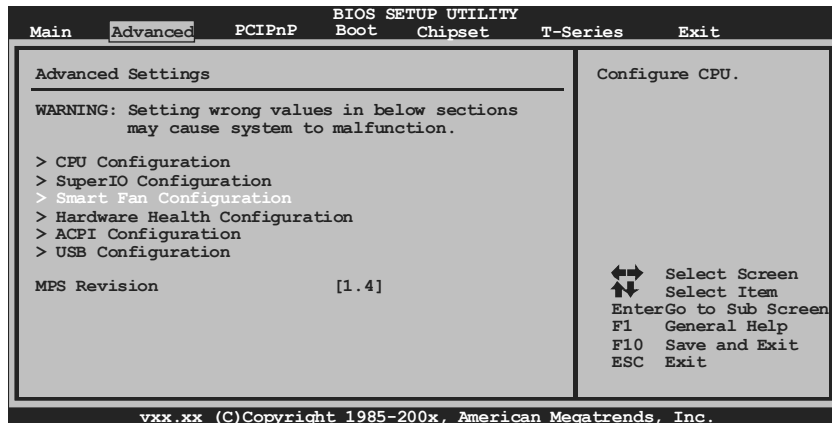 BIOS SETUP UTILITY
Main Advanced PCIPnP Boot Chipset T-Series Exit
Advanced Settings
WARNING: Setting wrong values in below sections
may cause system to malfunction.
> CPU Configuration
> SuperIO Configuration
> Smart Fan Configuration
> Hardware Health Configuration
> ACPI Configuration
> USB Configuration
MPS Revision [1.4]
Configure CPU.
Select Screen
Select Item
EnterGo to Sub Screen
F1 General Help
F10 Save and Exit
ESC Exit
vxx.xx (C)Copyright 1985-200x, American Megatrends, Inc.